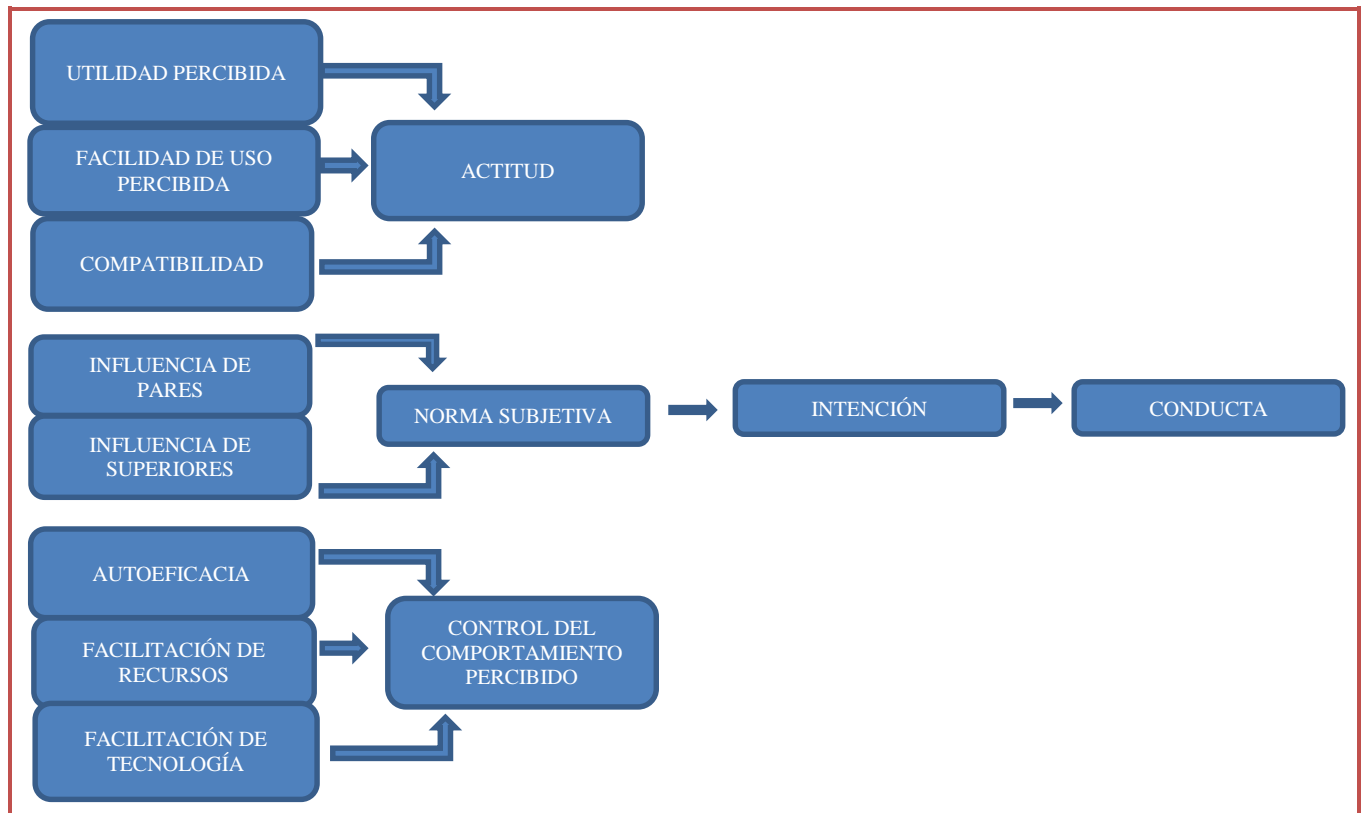 UTILIDAD PERCIBIDA
FACILIDAD DE USO
PERCIBIDA
COMPATIBILIDAD
ACTITUD
INFLUENCIA DE
PARES
INFLUENCIA DE
SUPERIORES
NORMA SUBJETIVA
INTENCIÓN
CONDUCTA
AUTOEFICACIA
FACILITACIÓN DE
RECURSOS
FACILITACIÓN DE
TECNOLOGÍA
CONTROL DEL
COMPORTAMIENTO
PERCIBIDO